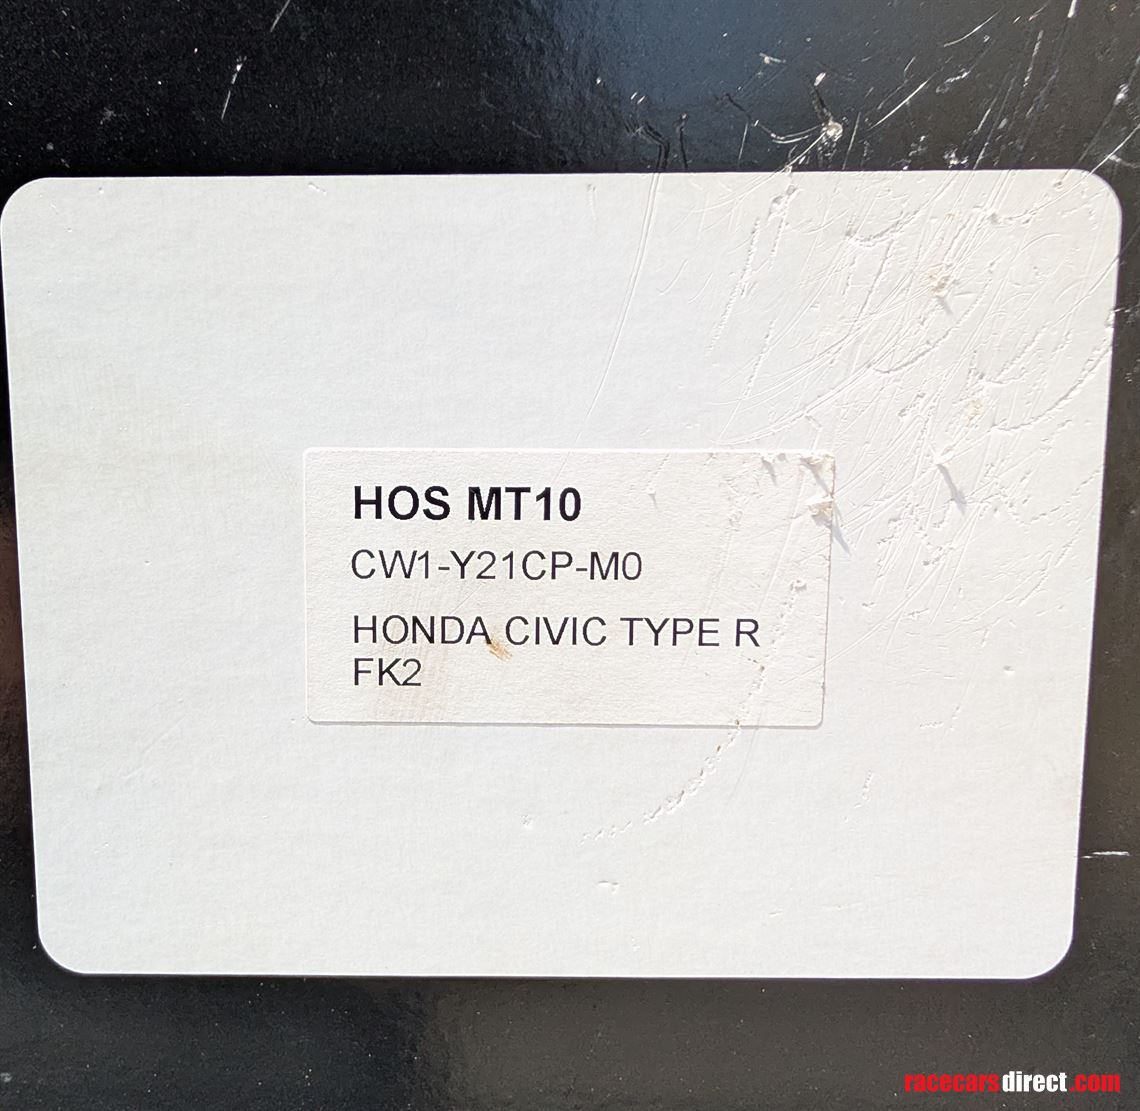 HOS MT10
CW1-Y21CP-M0
HONDA CIVIC TYPE R
FK2
racecarsdirect.com